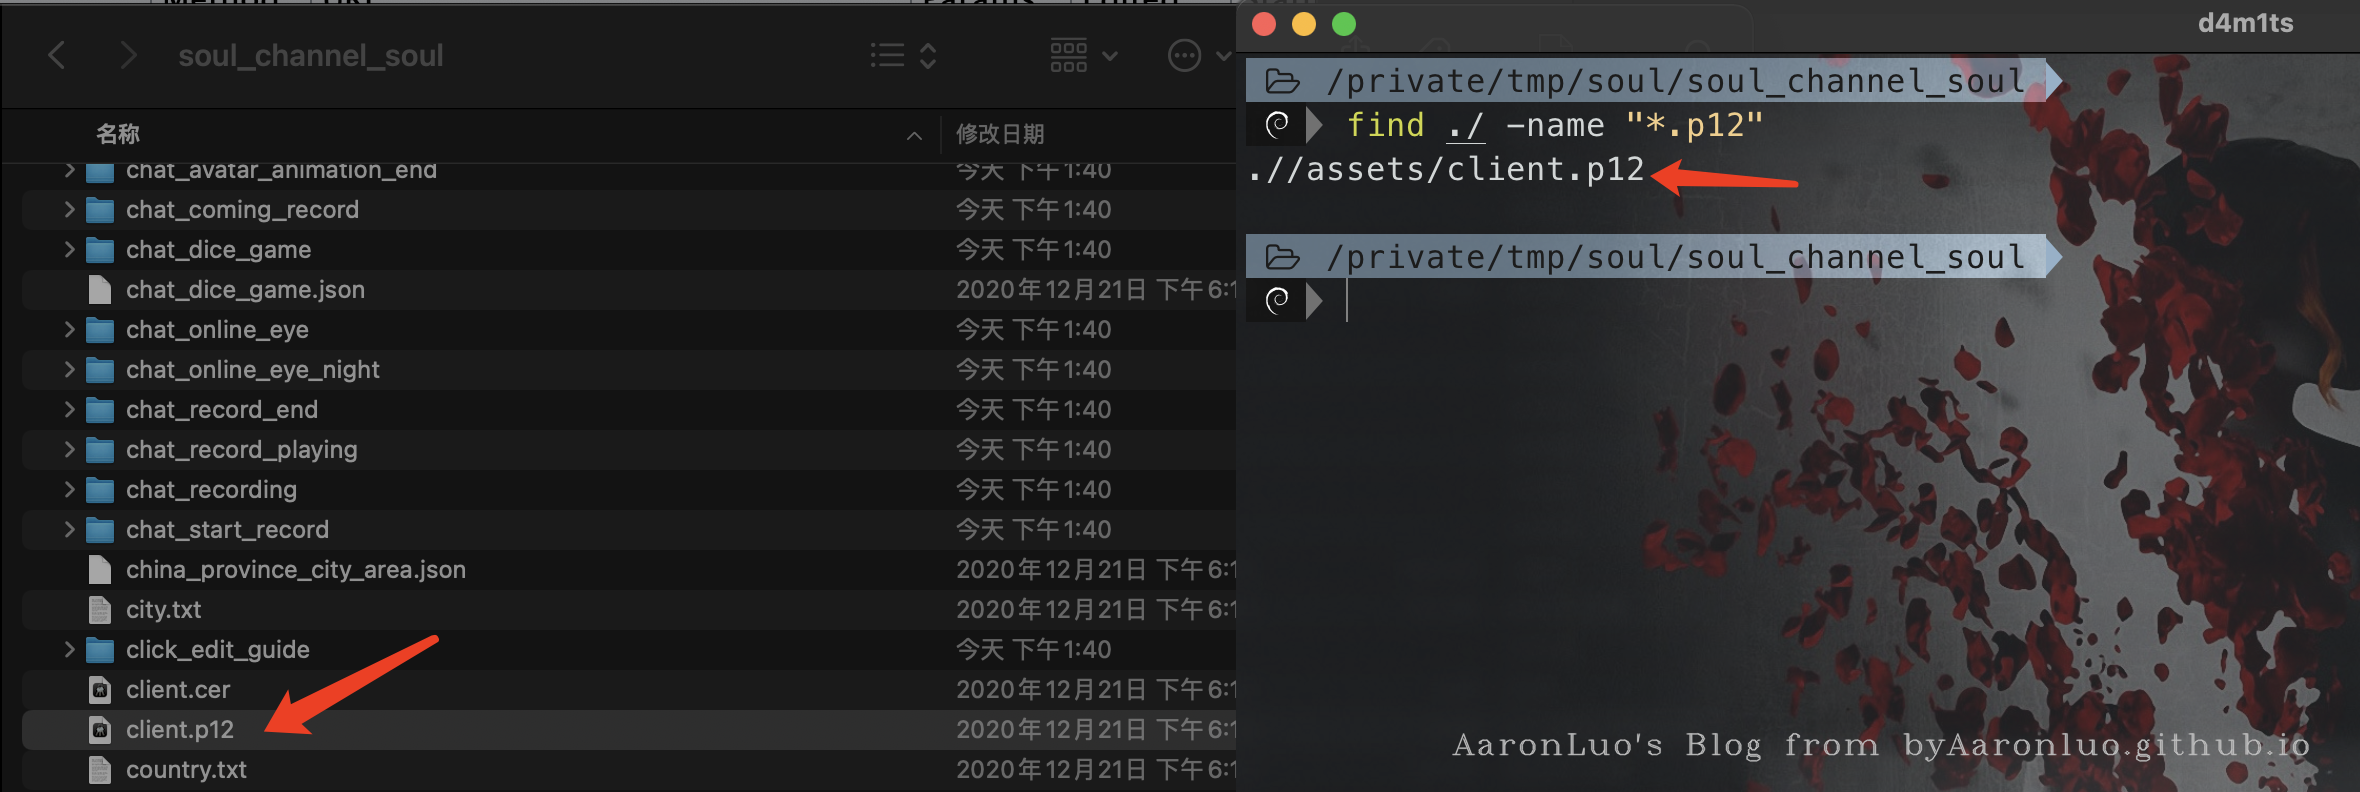 soul_channel_soul
名称
修改日期
chat_avatar_animation_end 今天 下午1:40
chat_coming_record 今天 下午1:40
chat_dice_game 今天 下午1:40
chat_dice_game.json 2020年12月21日 下午6:1
chat_online_eye 今天 下午1:40
chat_online_eye_night 今天 下午1:40
chat_record_end 今天 下午1:40
chat_record_playing 今天 下午1:40
chat_recording 今天 下午1:40
chat_start_record 今天 下午1:40
china_province_city_area.json 2020年12月21日 下午6:1
city.txt 2020年12月21日 下午6:1
click_edit_guide 今天 下午1:40
client.cer 2020年12月21日 下午6:1
client.p12 2020年12月21日 下午6:1
country.txt 2020年12月21日 下午6:1
d4m1ts
/private/tmp/soul/soul_channel_soul
find ./ -name "*.p12"
.//assets/client.p12
/private/tmp/soul/soul_channel_soul
AaronLuo's Blog from byAaronluo.github.io